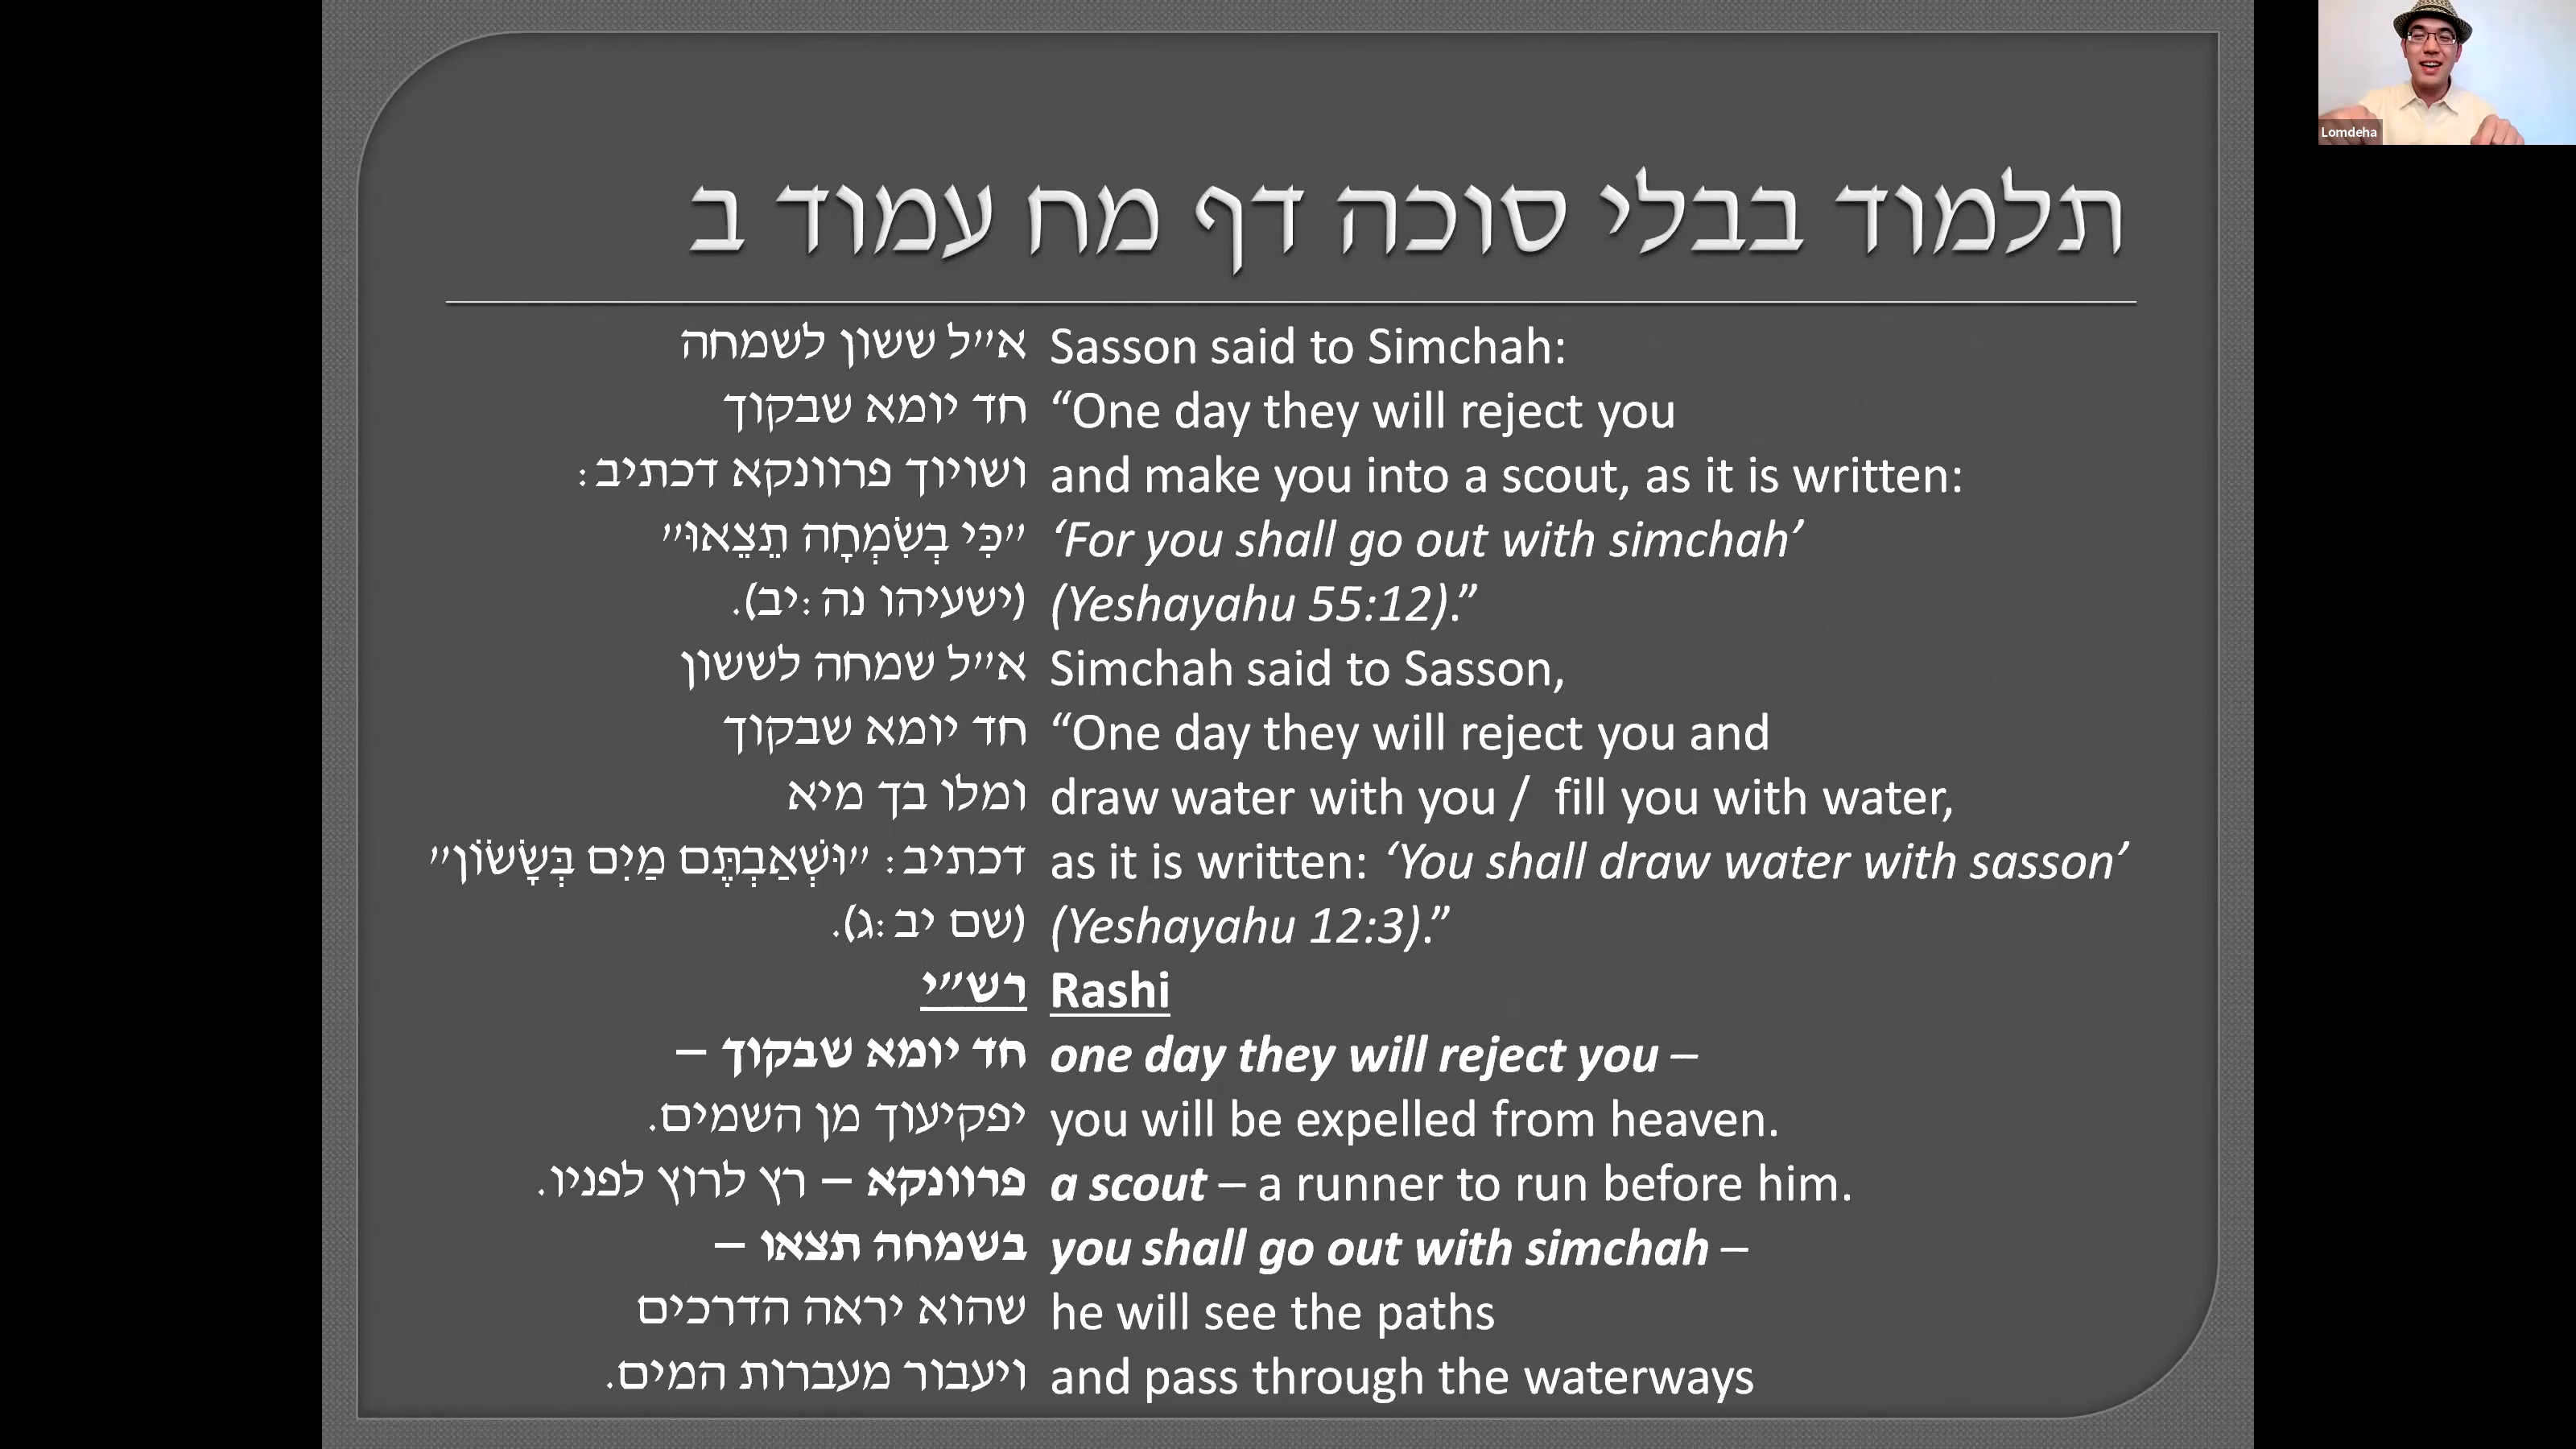 תלמוד בבלי סוכה דף מח עמוד ב
א״ל ששון לשמחה Sasson said to Simchah:
חד יומא שבקוך “One day they will reject you
ושויוך פרוונקא דכתיב: and make you into a scout, as it is written:
״כִּי בְשִׂמְחָה תֵצֵאוּ״ ‘For you shall go out with simchah’
(ישעיהו נה:יב). (Yeshayahu 55:12).”
א״ל שמחה לששון Simchah said to Sasson,
חד יומא שבקוך “One day they will reject you and
ומלו בך מיא draw water with you / fill you with water,
דכתיב: ״וּשְׁאַבְתֶּם מַיִם בְּשָׂשׂוֹן״ as it is written: ‘You shall draw water with sasson’
(שם יב:ג). (Yeshayahu 12:3).”
רש״י Rashi
חד יומא שבקוך – one day they will reject you –
יפקיעוך מן השמים. you will be expelled from heaven.
פרוונקא – רץ לרוץ לפניו. a scout – a runner to run before him.
בשמחה תצאו – you shall go out with simchah –
שהוא יראה הדרכים he will see the paths
ויעבור מעברות המים. and pass through the waterways
Lomdeha